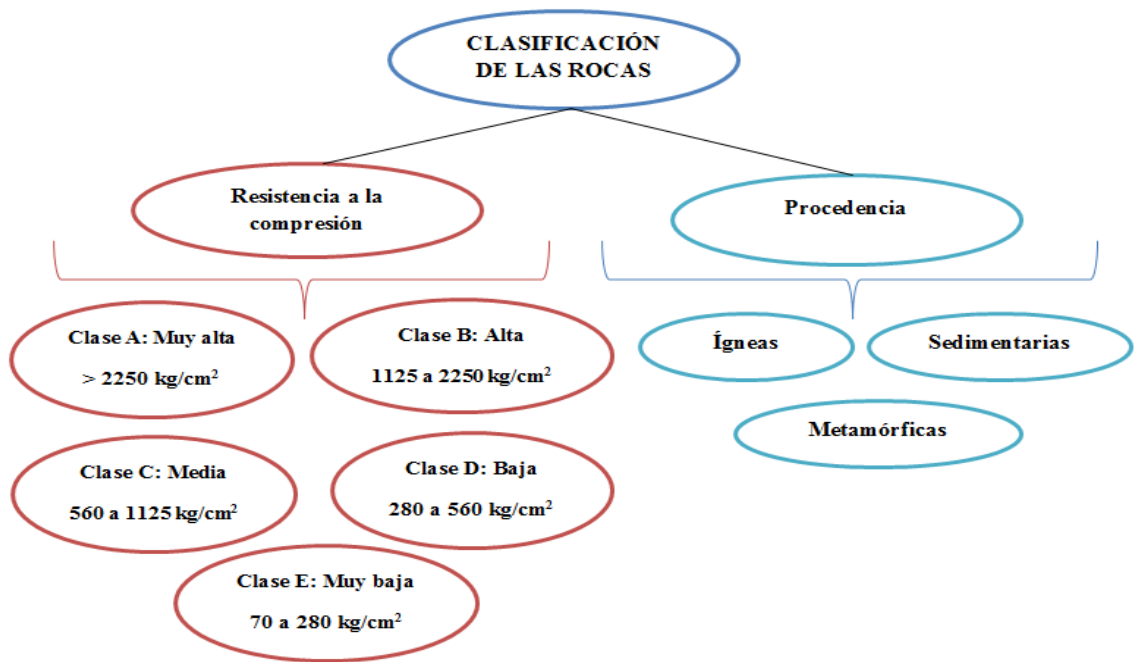 CLASIFICACIÓN
DE LAS ROCAS
Resistencia a la
compresión
Procedencia
Clase A: Muy alta
> 2250 kg/cm²
Clase B: Alta
1125 a 2250 kg/cm²
Ígneas
Sedimentarias
Metamórficas
Clase C: Media
560 a 1125 kg/cm²
Clase D: Baja
280 a 560 kg/cm²
Clase E: Muy baja
70 a 280 kg/cm²